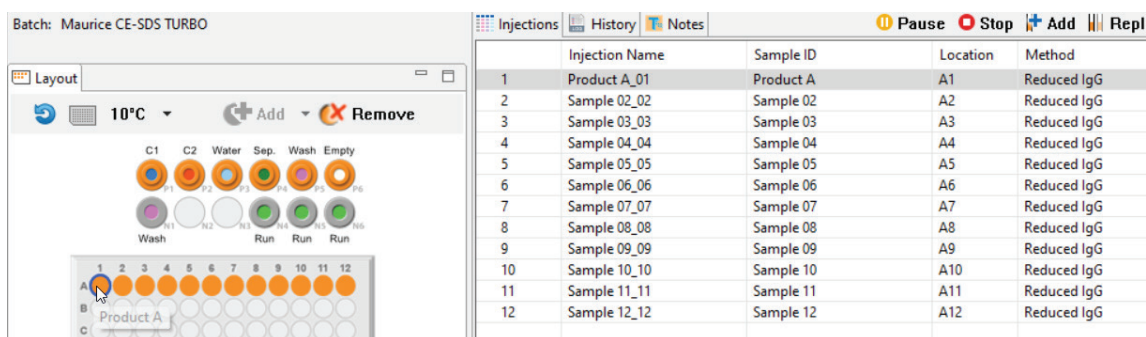 Batch: Maurice CE-SDS TURBO
Layout
10°C Add Remove
C1 C2 Water Sep. Wash Empty
P1 P2 P3 P4 P5 P6
N1 N2 N3 N4 N5 N6
Wash Run Run Run
1 2 3 4 5 6 7 8 9 10 11 12
A
B
Product A
C
Injections History Notes Pause Stop Add Repl
Injection Name Sample ID Location Method
1 Product A_01 Product A A1 Reduced IgG
2 Sample 02_02 Sample 02 A2 Reduced IgG
3 Sample 03_03 Sample 03 A3 Reduced IgG
4 Sample 04_04 Sample 04 A4 Reduced IgG
5 Sample 05_05 Sample 05 A5 Reduced IgG
6 Sample 06_06 Sample 06 A6 Reduced IgG
7 Sample 07_07 Sample 07 A7 Reduced IgG
8 Sample 08_08 Sample 08 A8 Reduced IgG
9 Sample 09_09 Sample 09 A9 Reduced IgG
10 Sample 10_10 Sample 10 A10 Reduced IgG
11 Sample 11_11 Sample 11 A11 Reduced IgG
12 Sample 12_12 Sample 12 A12 Reduced IgG